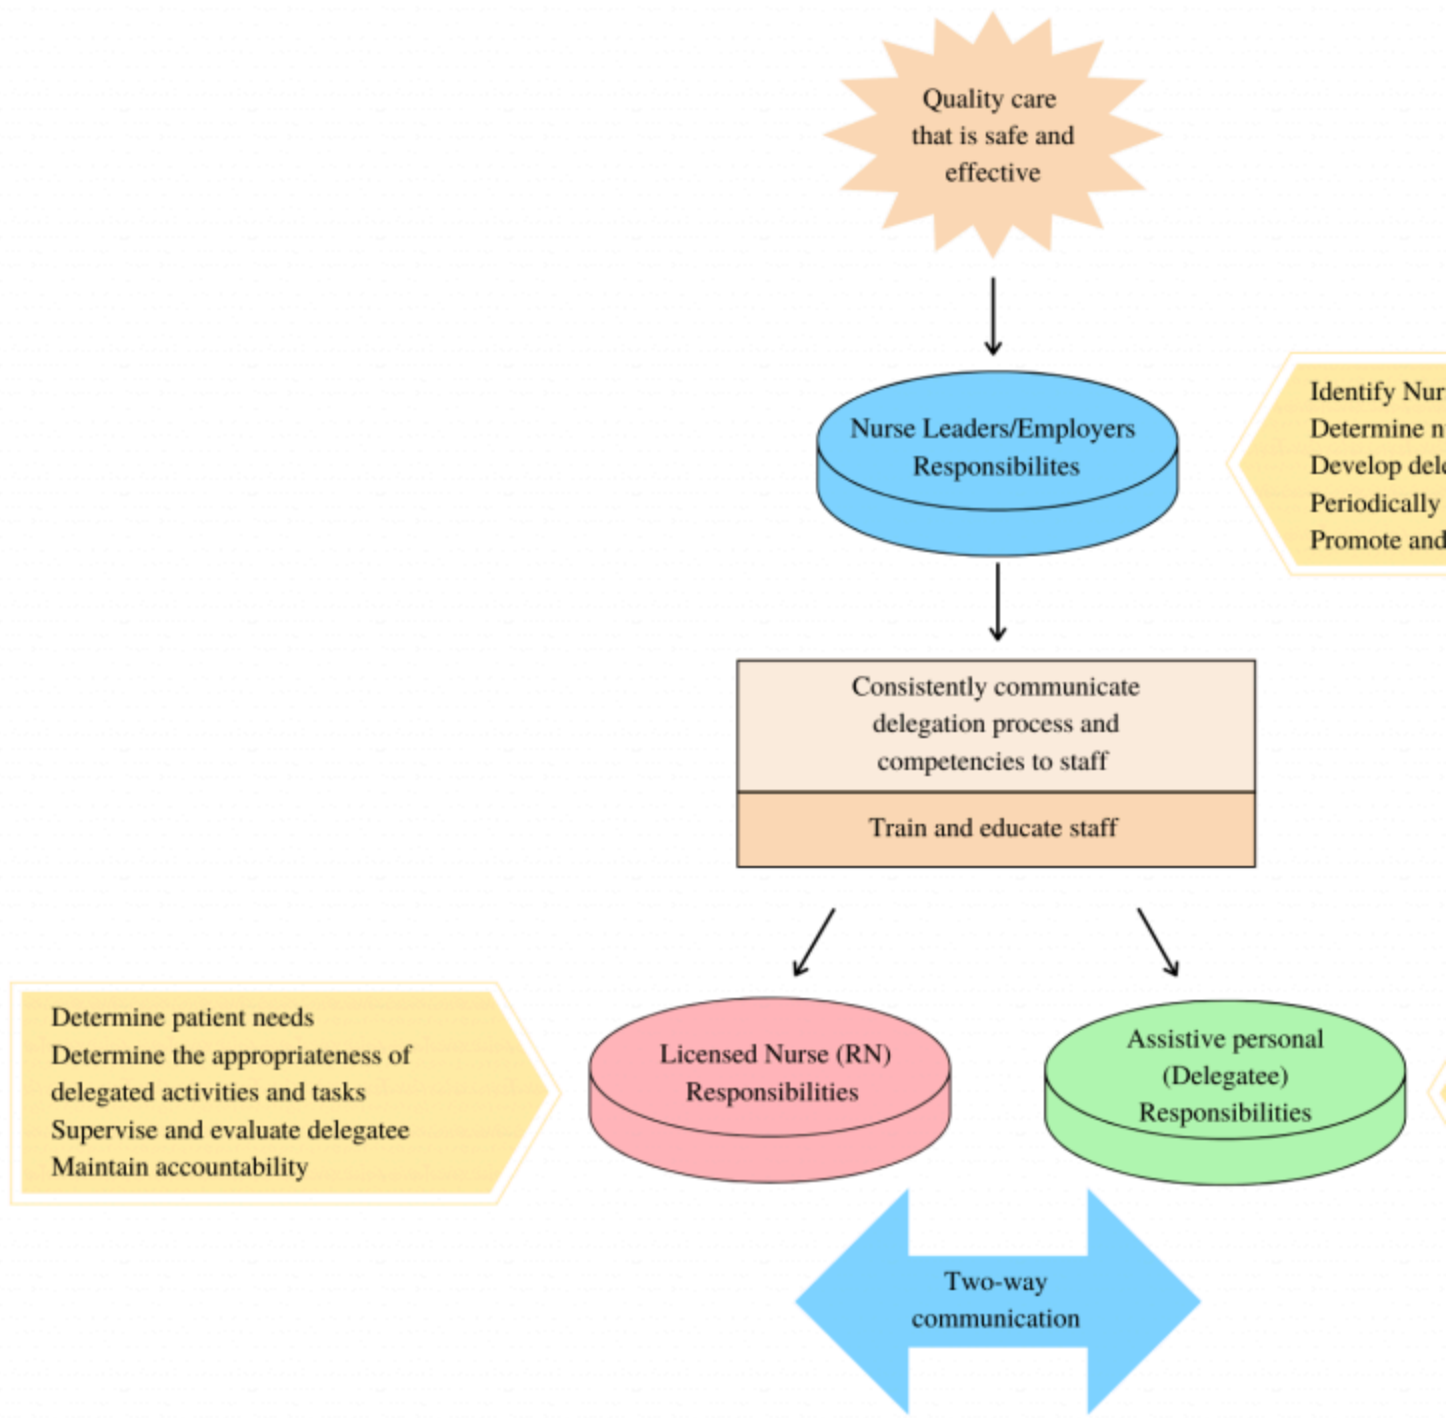 Quality care
that is safe and
effective
Nurse Leaders/Employers
Responsibilites
Identify
Determine
Develop
Periodically
Promote and
Consistently communicate
delegation process and
competencies to staff
Train and educate staff
Determine patient needs
Determine the appropriateness of
delegated activities and tasks
Supervise and evaluate delegatee
Maintain accountability
Licensed Nurse (RN)
Responsibilities
Assistive personal
(Delegatee)
Responsibilities
Two-way
communication